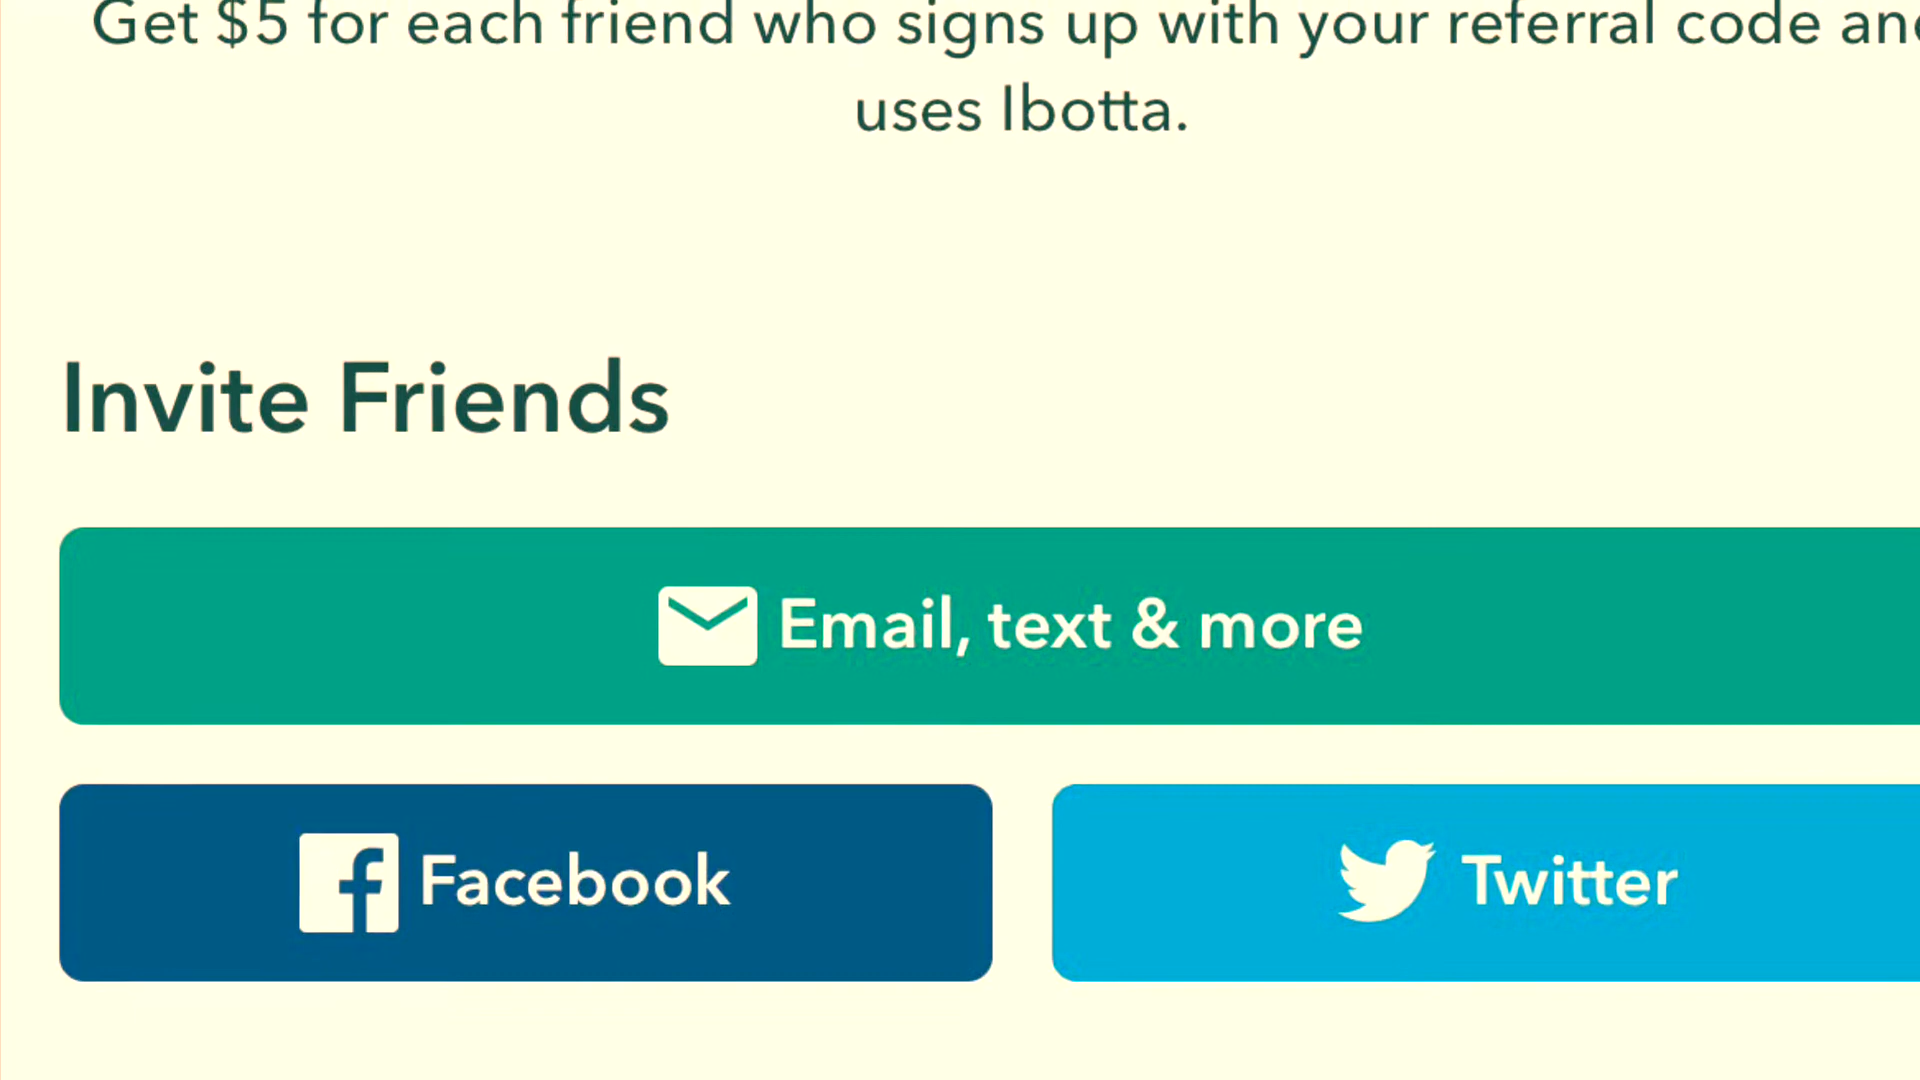 Get $5 for each friend who signs up with your referral code and
uses Ibotta.
Invite Friends
Email, text & more
Facebook
Twitter